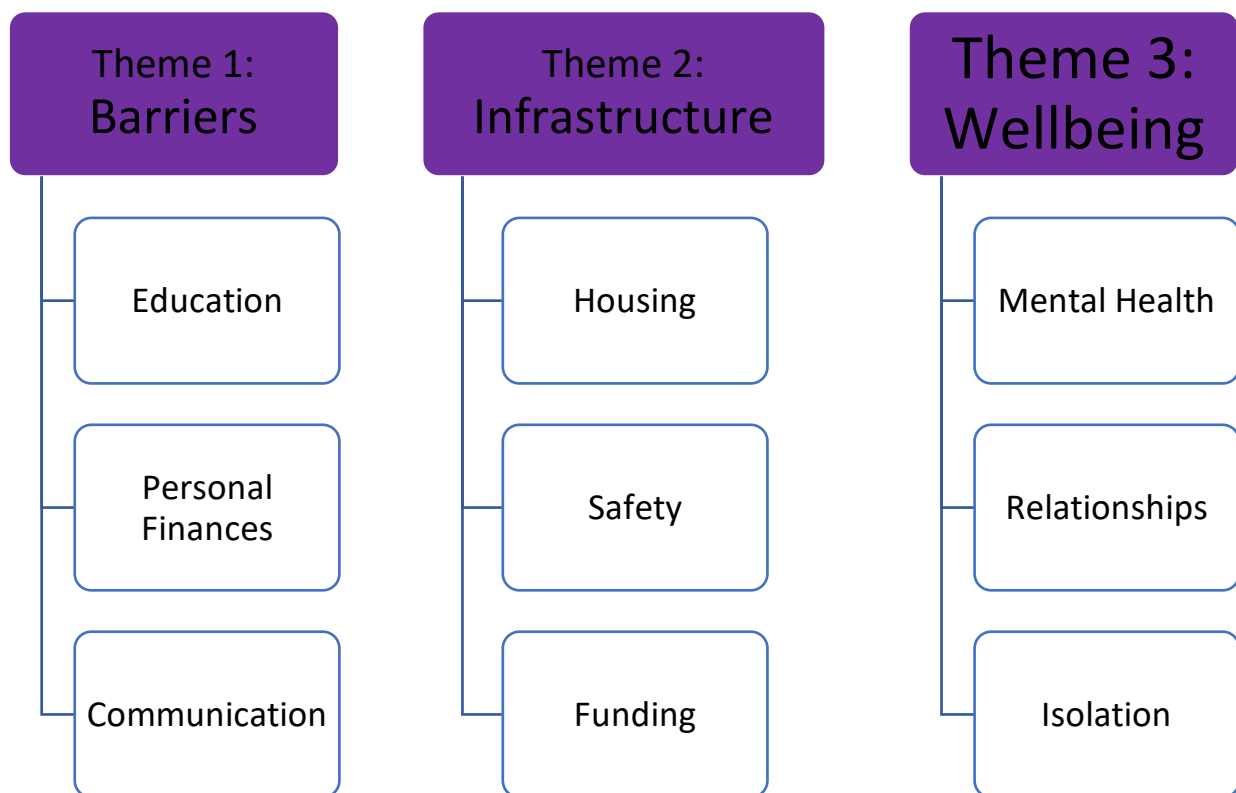 Theme 1:
Barriers
Education
Personal
Finances
Communication
Theme 2:
Infrastructure
Housing
Safety
Funding
Theme 3:
Wellbeing
Mental Health
Relationships
Isolation